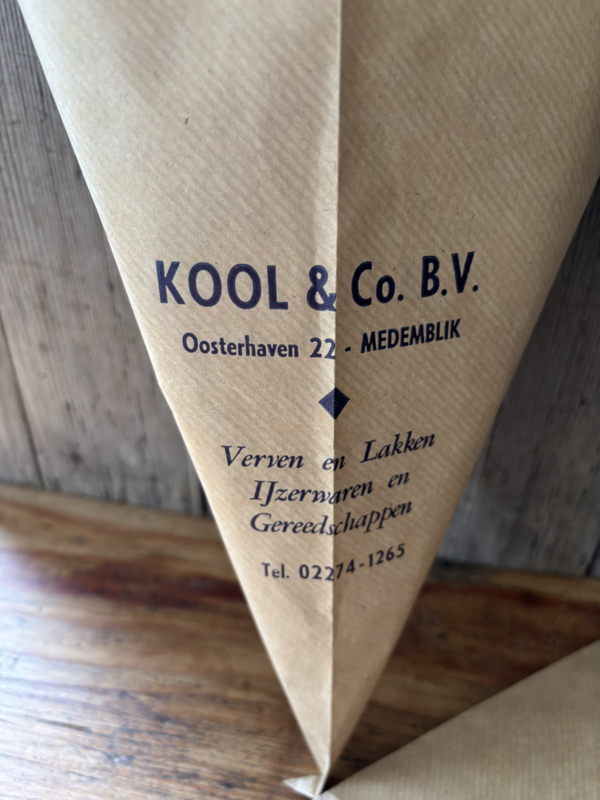 KOOL & Co. B.V.
Oosterhaven 22 - MEDEMBLIK
Verven en Lakken
IJzerwaren en
Gereedschappen
Tel. 02274-1265